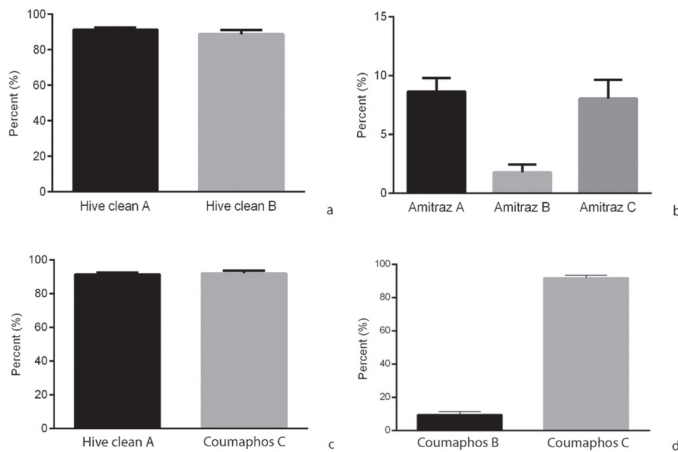 Percent (%)
100
80
60
40
20
0
Hive clean A Hive clean B
a
Percent (%)
15
10
5
0
Amitraz A Amitraz B Amitraz C
b
Percent (%)
100
80
60
40
20
0
Hive clean A Coumaphos C
c
Percent (%)
100
80
60
40
20
0
Coumaphos B Coumaphos C
d